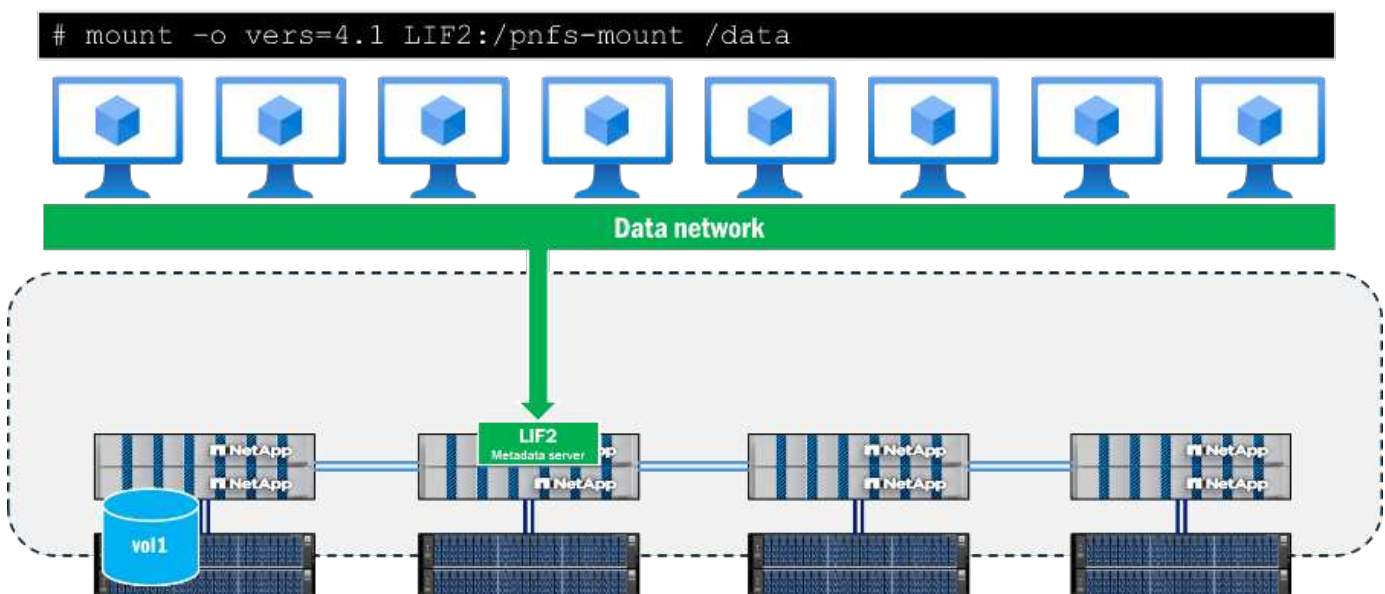 # mount -o vers=4.1 LIF2:/pnfs-mount /data
Data network
LIF2
Metadata server
NetApp
NetApp
NetApp
NetApp
NetApp
NetApp
NetApp
vol1